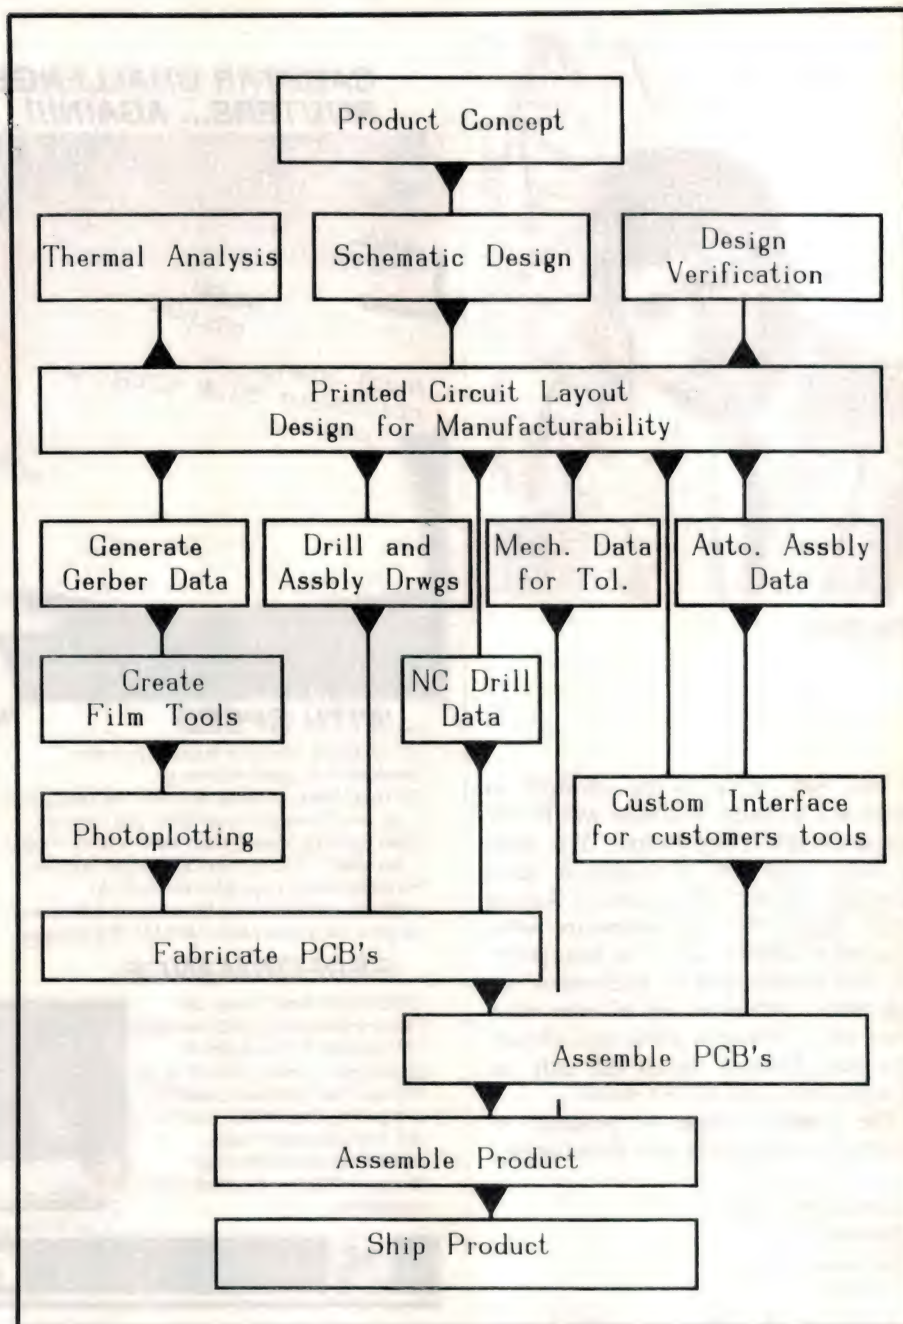 Product Concept
Thermal Analysis
Schematic Design
Design
Verification
Printed Circuit Layout
Design for Manufacturability
Generate
Gerber Data
Drill and
Assbly Drwgs
Mech. Data
for Tol.
Auto. Assbly
Data
Create
Film Tools
NC Drill
Data
Photoplotting
Custom Interface
for customers tools
Fabricate PCB's
Assemble PCB's
Assemble Product
Ship Product